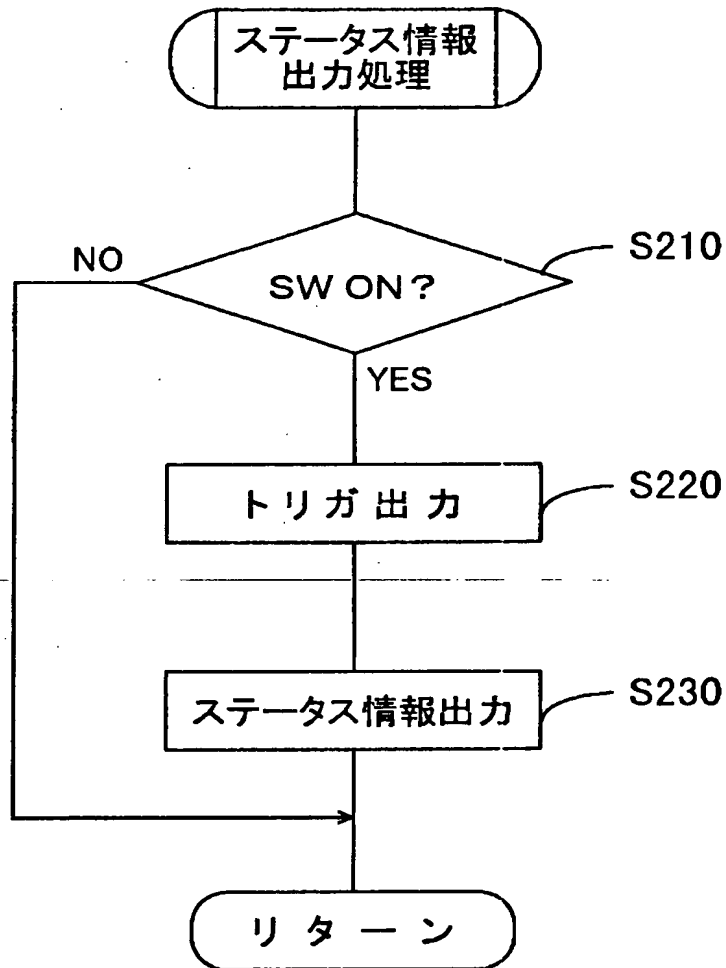 ステータス情報
出力処理
NO
SW ON?
S210
YES
トリガ出力
S220
ステータス情報出力
S230
リターン